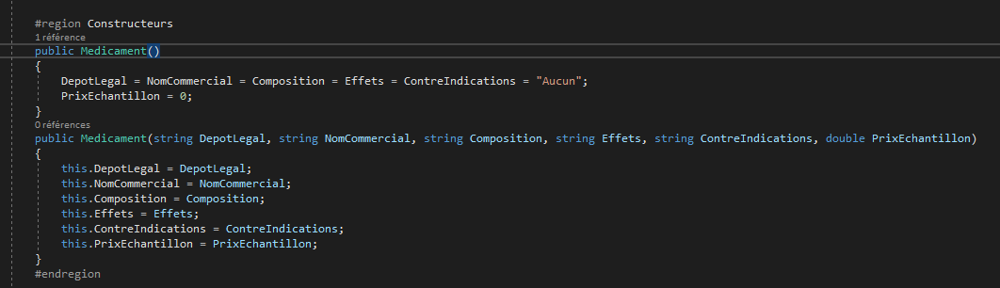 #region Constructeurs
1 référence
public Medicament()
{
DepotLegal = NomCommercial = Composition = Effets = ContreIndications = "Aucun";
PrixEchantillon = 0;
}
0 références
public Medicament(string DepotLegal, string NomCommercial, string Composition, string Effets, string ContreIndications, double PrixEchantillon)
{
this.DepotLegal = DepotLegal;
this.NomCommercial = NomCommercial;
this.Composition = Composition;
this.Effets = Effets;
this.ContreIndications = ContreIndications;
this.PrixEchantillon = PrixEchantillon;
}
#endregion